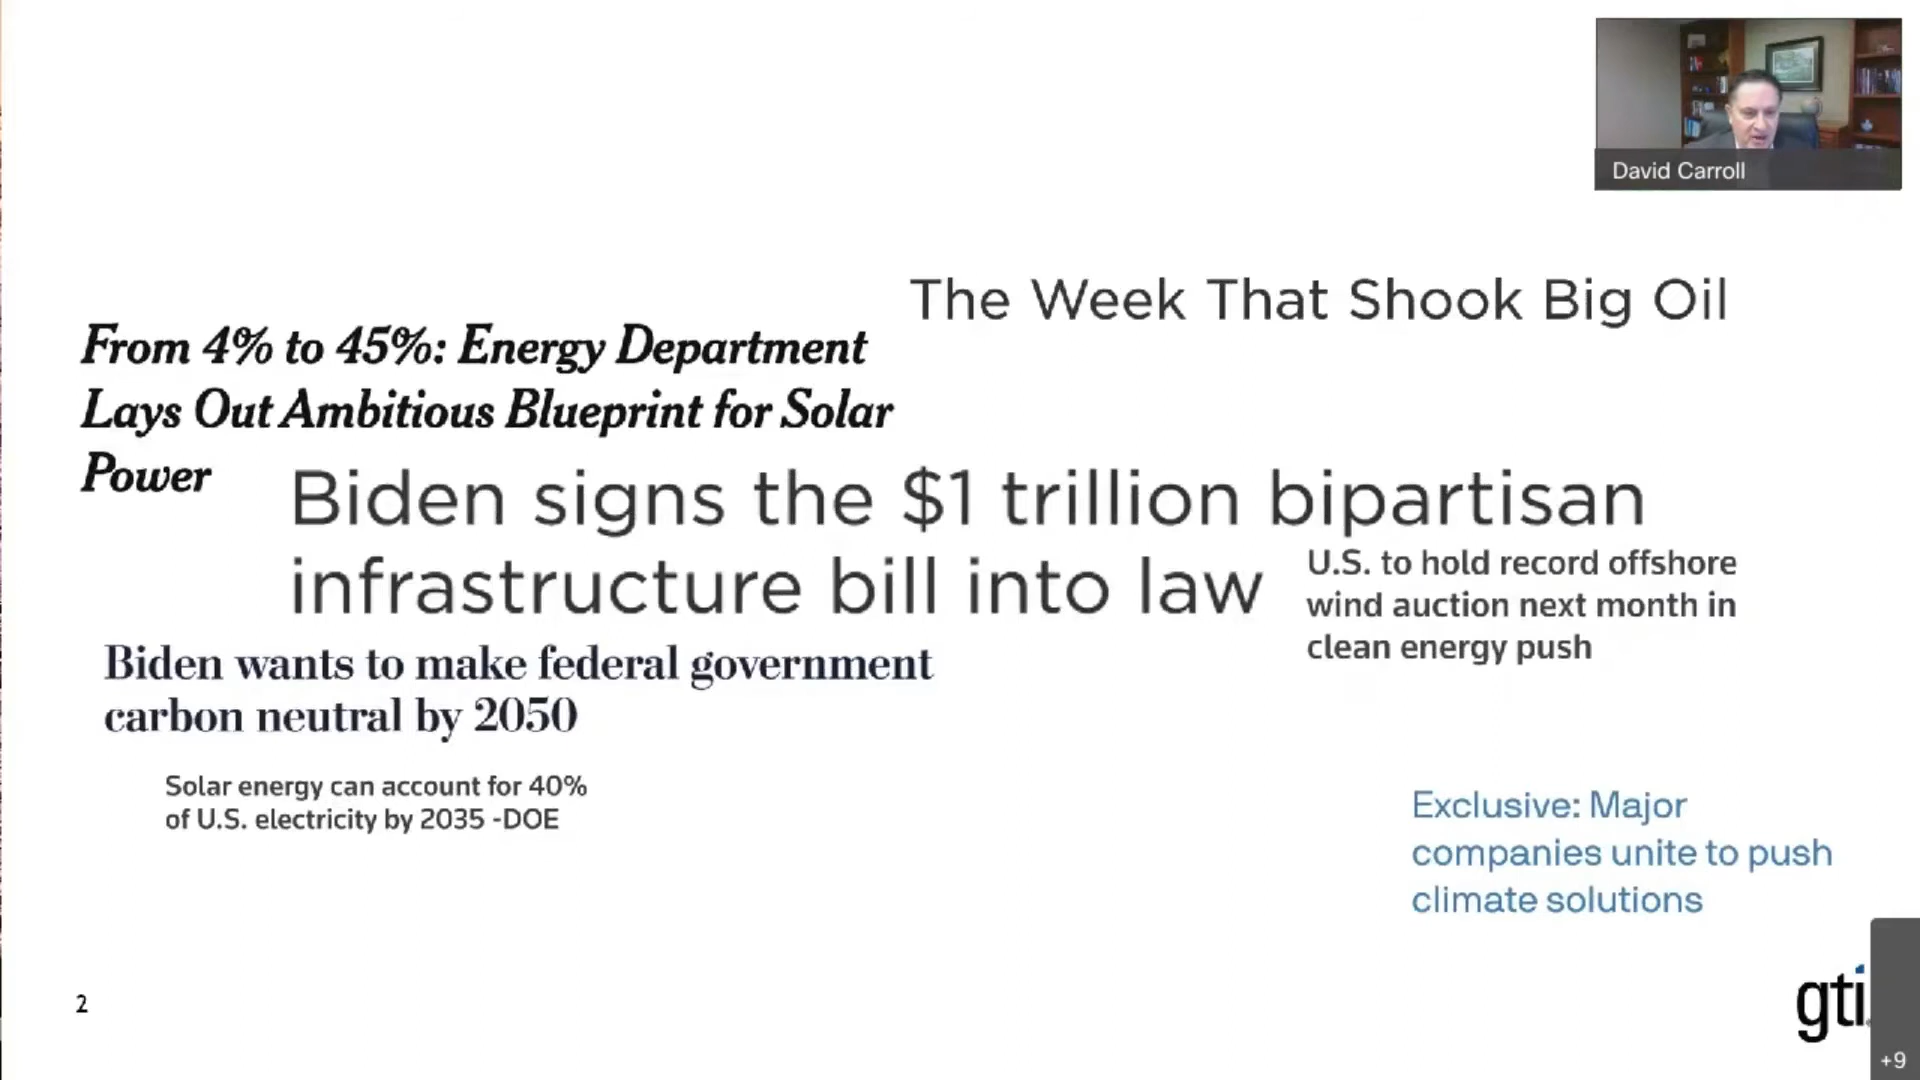 David Carroll
The Week That Shook Big Oil
From 4% to 45%: Energy Department
Lays Out Ambitious Blueprint for Solar
Power
Biden signs the $1 trillion bipartisan
infrastructure bill into law
U.S. to hold record offshore
wind auction next month in
clean energy push
Biden wants to make federal government
carbon neutral by 2050
Solar energy can account for 40%
of U.S. electricity by 2035 -DOE
Exclusive: Major
companies unite to push
climate solutions
2
gti
+9